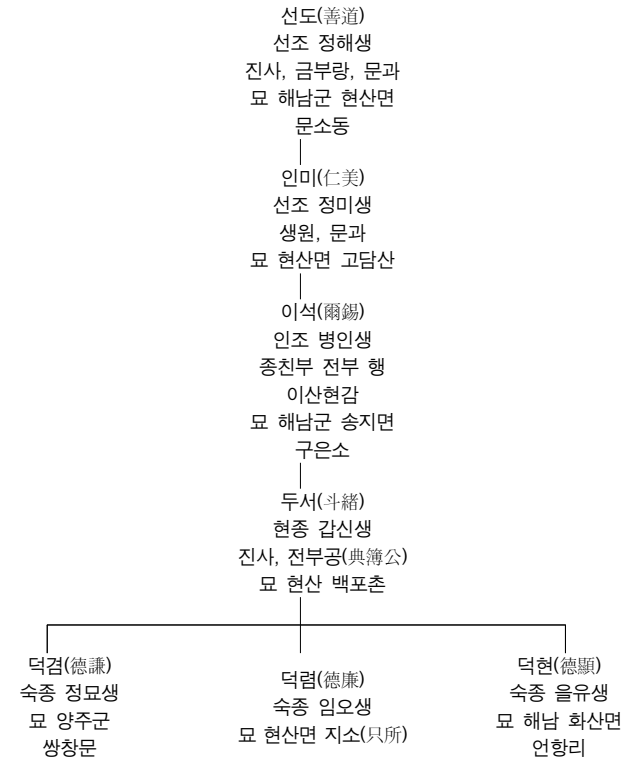 선도(善道)
선조 정해생
진사, 금부랑, 문과
묘 해남군 현산면
문소동
인미(仁美)
선조 정미생
생원, 문과
묘 현산면 고담산
이석(爾錫)
인조 병인생
종친부 전부 행
이산현감
묘 해남군 송지면
구은소
두서(斗緖)
현종 갑신생
진사, 전부공(典簿公)
묘 현산 백포촌
덕겸(德謙)
숙종 정묘생
묘 양주군
쌍창문
덕렴(德廉)
숙종 임오생
묘 현산면 지소(只所)
덕현(德顯)
숙종 을유생
묘 해남 화산면
언항리